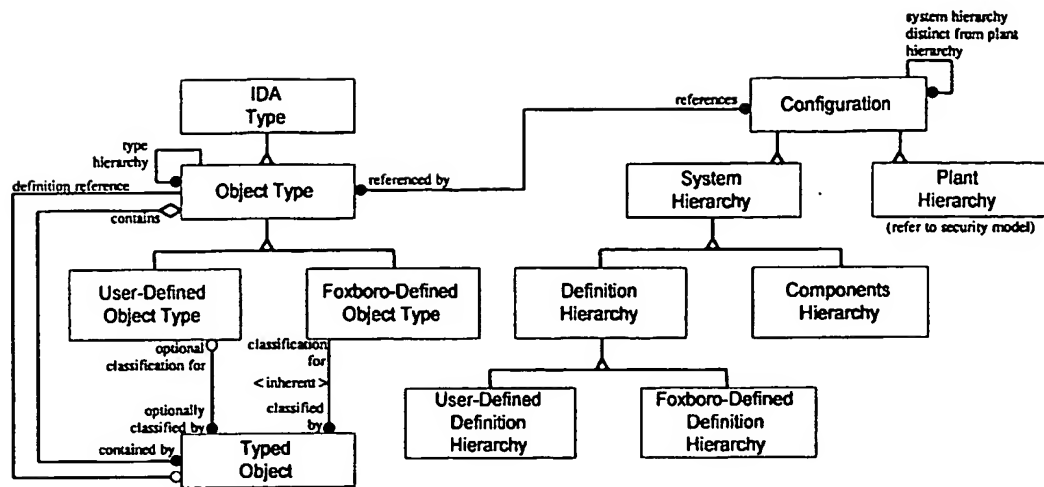 system hierarchy
distinct from plant
hierarchy
IDA
Type
references
Configuration
type
hierarchy
definition reference
Object Type
referenced by
contains
System
Hierarchy
Plant
Hierarchy
(refer to security model)
User-Defined
Object Type
Foxboro-Defined
Object Type
Definition
Hierarchy
Components
Hierarchy
optional
classification for
classification
for
< inherent >
optionally
classified by
classified
by
contained by
Typed
Object
User-Defined
Definition
Hierarchy
Foxboro-Defined
Definition
Hierarchy